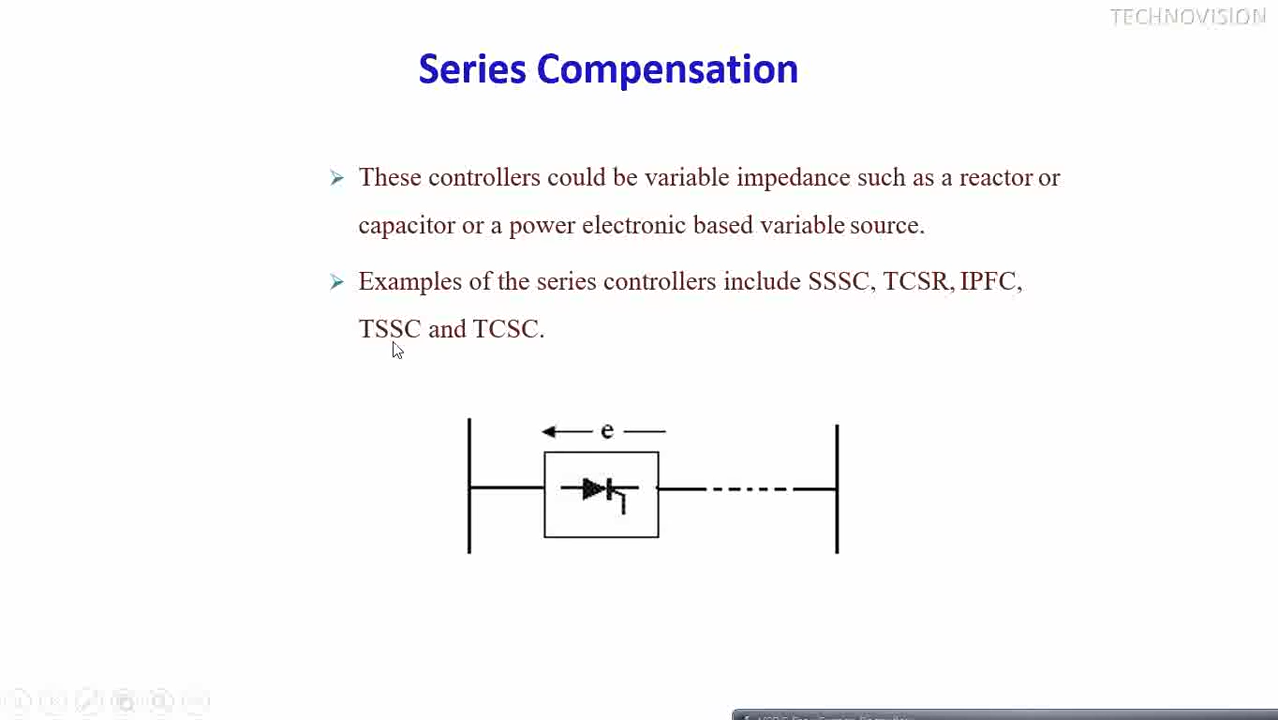 TECHNOVISION
Series Compensation
These controllers could be variable impedance such as a reactor or
capacitor or a power electronic based variable source.
Examples of the series controllers include SSSC, TCSR, IPFC,
TSSC and TCSC.
e